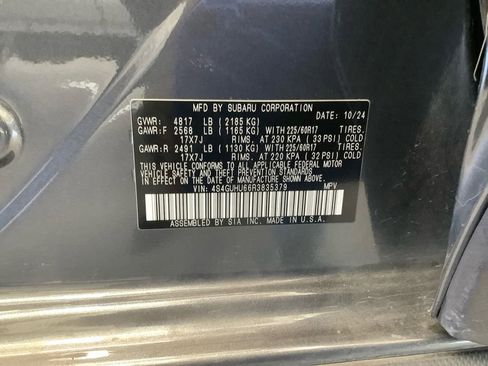 MFD BY SUBARU CORPORATION
DATE: 10/24
GVWR: 4817 LB (2185 KG)
GAWR:F 2568 LB (1165 KG) WITH 225/60R17 TIRES,
17X7J RIMS, AT 230 KPA (33 PSI) COLD
GAWR:R 2491 LB (1130 KG) WITH 225/60R17 TIRES,
17X7J RIMS, AT 220 KPA (32 PSI) COLD
THIS VEHICLE CONFORMS TO ALL APPLICABLE FEDERAL MOTOR
VEHICLE SAFETY AND THEFT PREVENTION STANDARDS IN EFFECT
ON THE DATE OF MANUFACTURE SHOWN ABOVE.
VIN: 4S4GUHU66R3835379 MPV
ASSEMBLED BY SIA INC. MADE IN U.S.A.